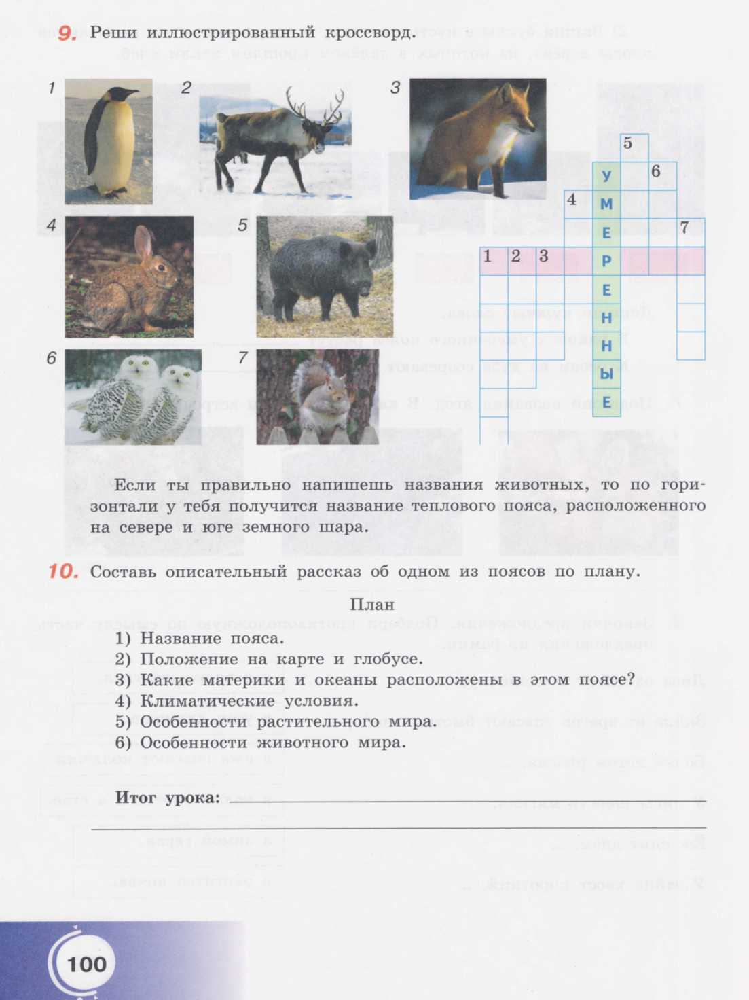 9. Реши иллюстрированный кроссворд.
1
2
3
4
5
6
7
5
У
6
4
М
Е
7
1
2
3
Р
Е
Н
Н
Ы
Е
Если ты правильно напишешь названия животных, то по гори-
зонтали у тебя получится название теплового пояса, расположенного
на севере и юге земного шара.
10. Составь описательный рассказ об одном из поясов по плану.
План
1) Название пояса.
2) Положение на карте и глобусе.
3) Какие материки и океаны расположены в этом поясе?
4) Климатические условия.
5) Особенности растительного мира.
6) Особенности животного мира.
Итог урока:
100